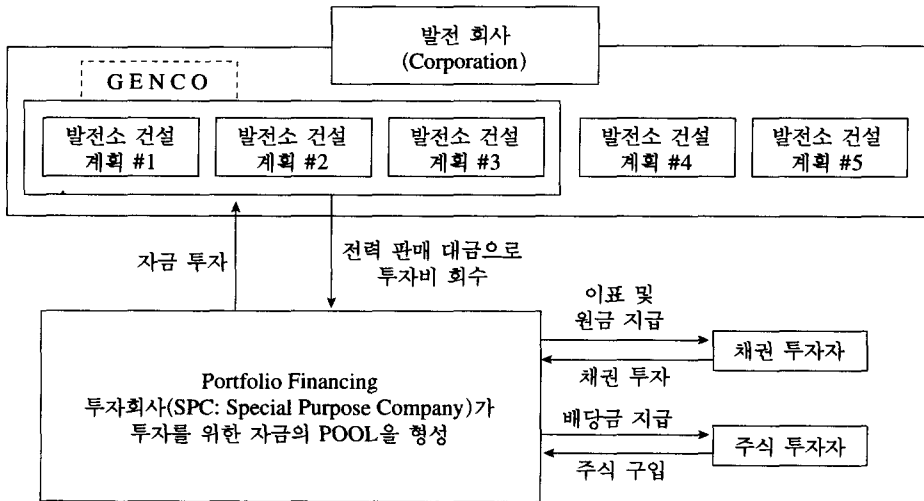 발전 회사
(Corporation)
GENCO
발전소 건설
계획 #1
발전소 건설
계획 #2
발전소 건설
계획 #3
발전소 건설
계획 #4
발전소 건설
계획 #5
자금 투자
전력 판매 대금으로
투자비 회수
Portfolio Financing
투자회사(SPC: Special Purpose Company)가
투자를 위한 자금의 POOL을 형성
이표 및
원금 지급
채권 투자
채권 투자자
배당금 지급
주식 구입
주식 투자자